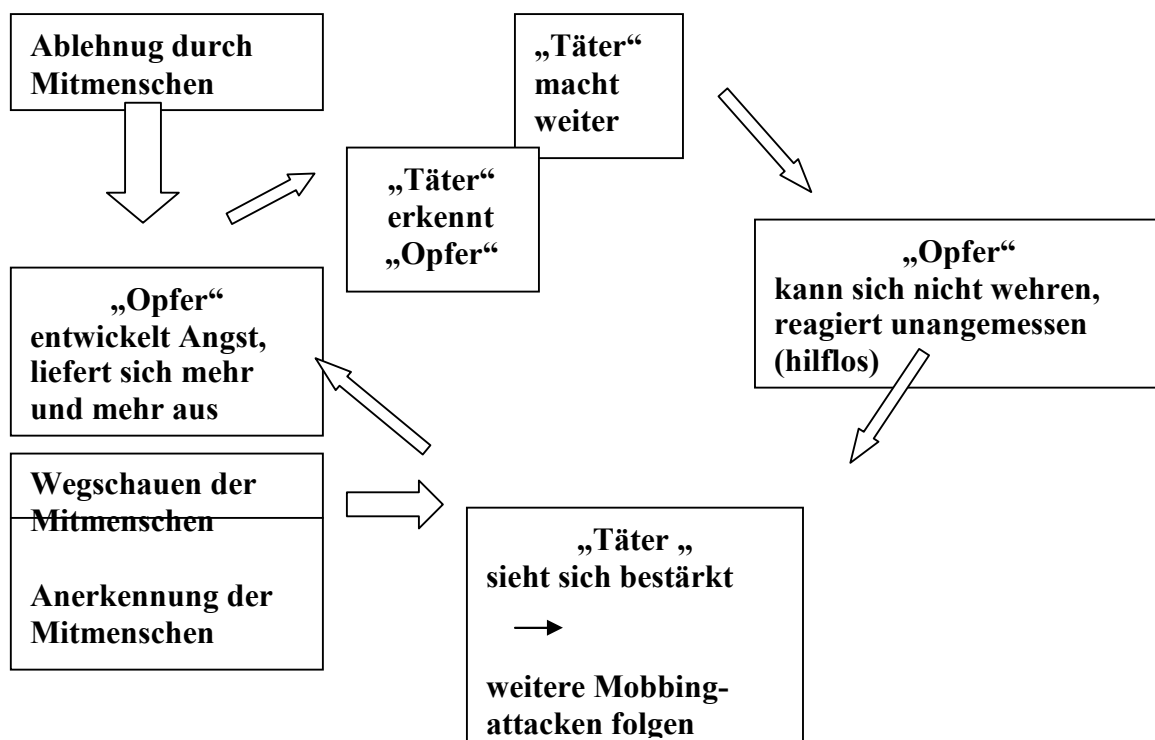 Ablehnug durch
Mitmenschen
„Täter“
macht
weiter
„Täter“
erkennt
„Opfer“
„Opfer“
kann sich nicht wehren,
reagiert unangemessen
(hilflos)
„Opfer“
entwickelt Angst,
liefert sich mehr
und mehr aus
Wegschauen der
Mitmenschen
Anerkennung der
Mitmenschen
„Täter „
sieht sich bestärkt
weitere Mobbing-
attacken folgen